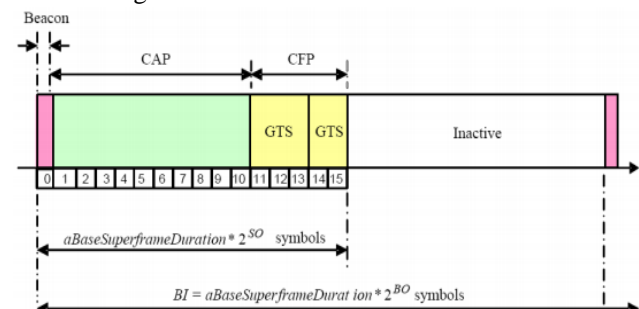 Beacon
CAP
CFP
GTS
GTS
Inactive
0 1 2 3 4 5 6 7 8 9 10 11 12 13 14 15
aBaseSuperframeDuration * 2^SO symbols
BI = aBaseSuperframeDurat ion * 2^BO symbols